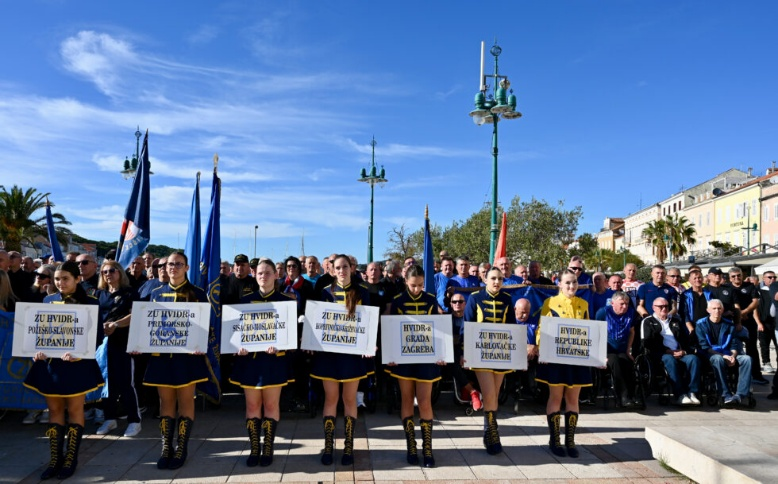 ZU HVIDR-a
POŽEŠKO-SLAVONSKE
ŽUPANIJE
ZU HVIDR-a
PRIMORSKO-
GORANSKE
ŽUPANIJE
ZU HVIDR-a
SISAČKO-MOSLAVAČKE
ŽUPANIJE
ZU HVIDR-a
KOPRIVNIČKO-KRIŽEVAČKE
ŽUPANIJE
HVIDR-a
GRADA
ZAGREBA
ZU HVIDR-a
KARLOVAČKE
ŽUPANIJE
HVIDR-a
REPUBLIKE
HRVATSKE